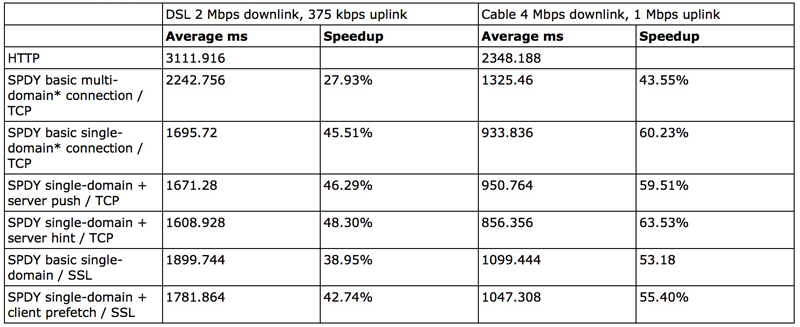 DSL 2 Mbps downlink, 375 kbps uplink Cable 4 Mbps downlink, 1 Mbps uplink
Average ms Speedup Average ms Speedup
HTTP 3111.916 2348.188
SPDY basic multi- 2242.756 27.93% 1325.46 43.55%
domain* connection /
TCP
SPDY basic single- 1695.72 45.51% 933.836 60.23%
domain* connection /
TCP
SPDY single-domain + 1671.28 46.29% 950.764 59.51%
server push / TCP
SPDY single-domain + 1608.928 48.30% 856.356 63.53%
server hint / TCP
SPDY basic single- 1899.744 38.95% 1099.444 53.18
domain / SSL
SPDY single-domain + 1781.864 42.74% 1047.308 55.40%
client prefetch / SSL